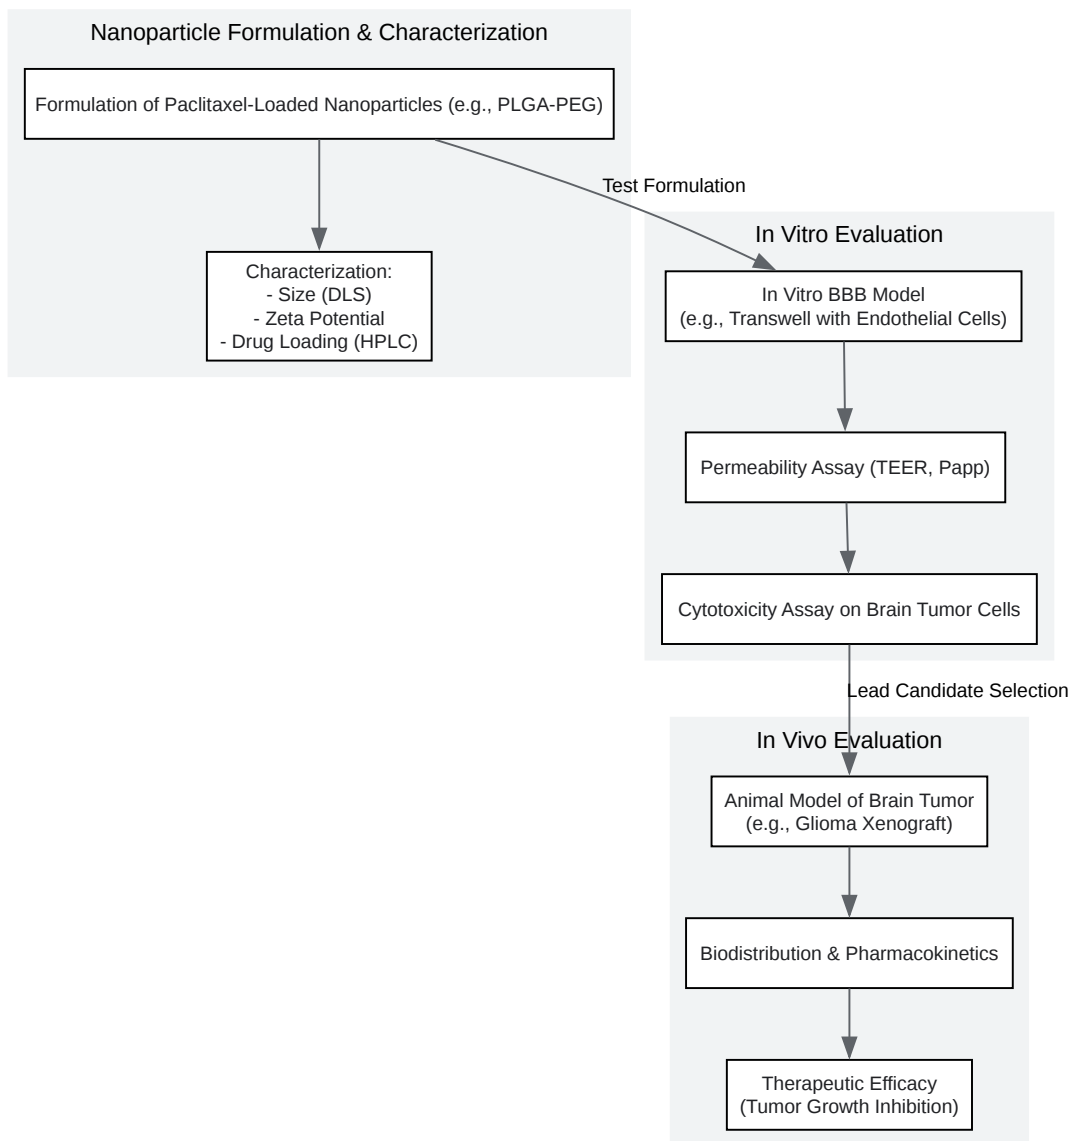 Nanoparticle Formulation & Characterization
Formulation of Paclitaxel-Loaded Nanoparticles (e.g., PLGA-PEG)
Test Formulation
Characterization:
- Size (DLS)
- Zeta Potential
- Drug Loading (HPLC)
In Vitro Evaluation
In Vitro BBB Model
(e.g., Transwell with Endothelial Cells)
Permeability Assay (TEER, Papp)
Cytotoxicity Assay on Brain Tumor Cells
Lead Candidate Selection
In Vivo Evaluation
Animal Model of Brain Tumor
(e.g., Glioma Xenograft)
Biodistribution & Pharmacokinetics
Therapeutic Efficacy
(Tumor Growth Inhibition)